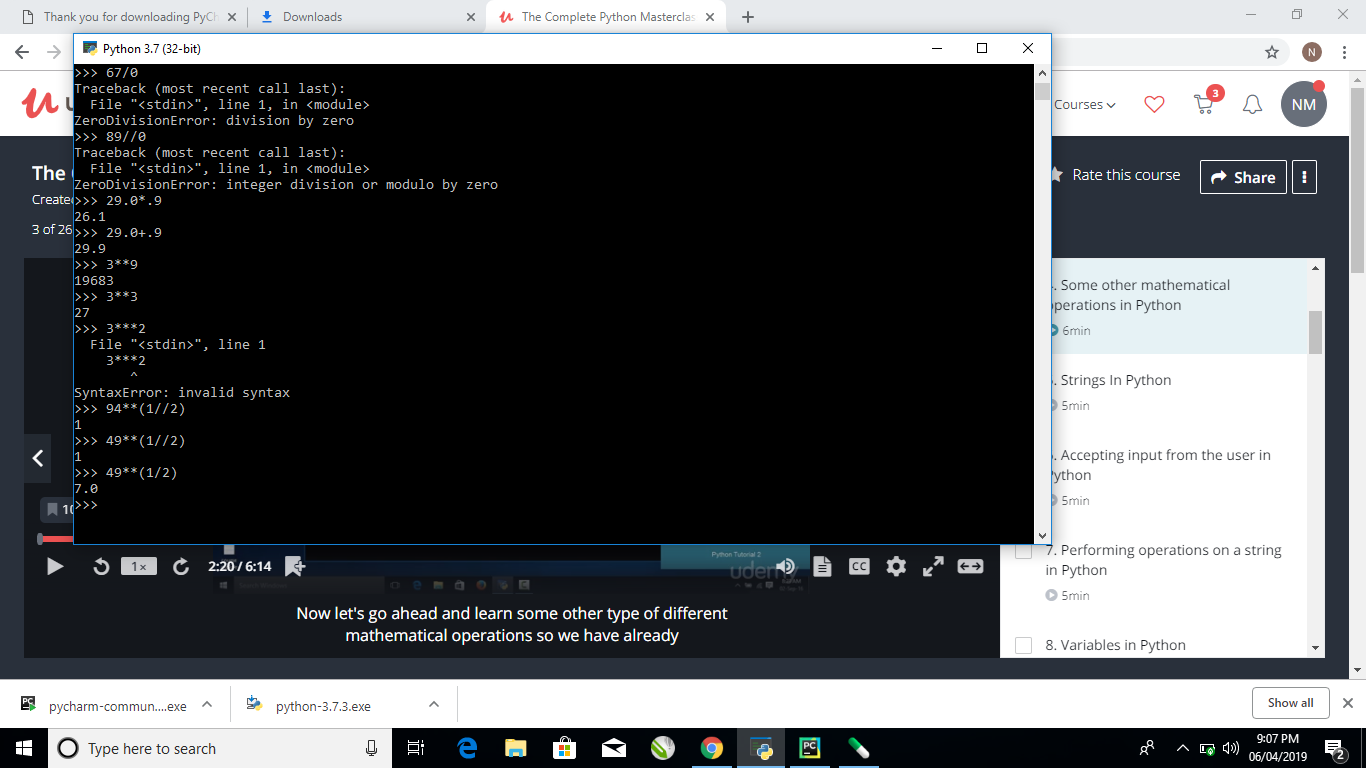 Thank you for downloading PyCh
Downloads
The Complete Python Masterclas
N
Python 3.7 (32-bit)
>>> 67/0
Traceback (most recent call last):
  File "<stdin>", line 1, in <module>
ZeroDivisionError: division by zero
>>> 89//0
Traceback (most recent call last):
  File "<stdin>", line 1, in <module>
ZeroDivisionError: integer division or modulo by zero
>>> 29.0*.9
26.1
>>> 29.0+.9
29.9
>>> 3**9
19683
>>> 3**3
27
>>> 3***2
  File "<stdin>", line 1
    3***2
       ^
SyntaxError: invalid syntax
>>> 94**(1//2)
1
>>> 49**(1//2)
1
>>> 49**(1/2)
7.0
>>>
Courses
3
NM
The
Create
3 of 26
Rate this course
Share
4. Some other mathematical
operations in Python
6min
Strings In Python
5min
Accepting input from the user in
Python
5min
7. Performing operations on a string
in Python
5min
8. Variables in Python
10
1x
2:20 / 6:14
Python Tutorial 2
udemy
CC
Now let's go ahead and learn some other type of different
mathematical operations so we have already
pycharm-commun....exe
python-3.7.3.exe
Show all
Type here to search
PC
9:07 PM
06/04/2019
2